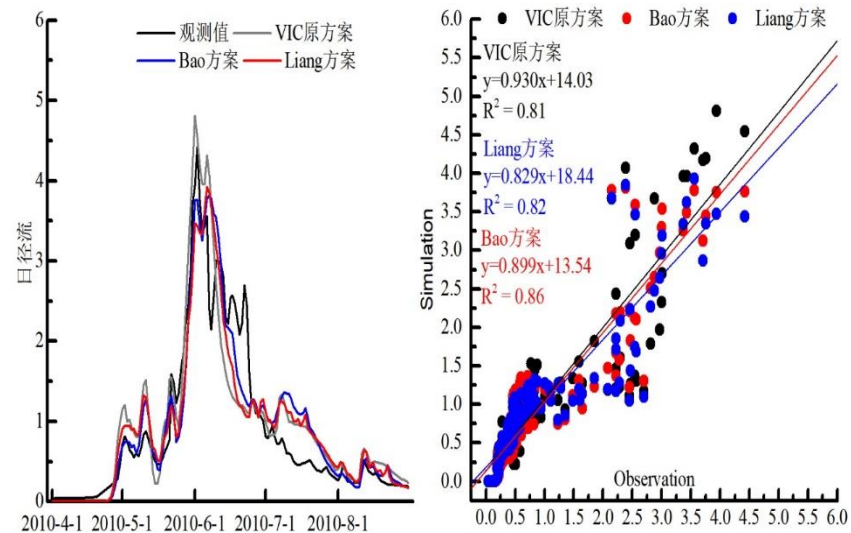 观测值 VIC原方案
Bao方案 Liang方案
日径流
6
5
4
3
2
1
0
2010-4-1 2010-5-1 2010-6-1 2010-7-1 2010-8-1
VIC原方案 Bao方案 Liang方案
VIC原方案
y=0.930x+14.03
R² = 0.81
Liang方案
y=0.829x+18.44
R² = 0.82
Bao方案
y=0.899x+13.54
R² = 0.86
Simulation
6.0
5.5
5.0
4.5
4.0
3.5
3.0
2.5
2.0
1.5
1.0
0.5
0.0
Observation
0.0 0.5 1.0 1.5 2.0 2.5 3.0 3.5 4.0 4.5 5.0 5.5 6.0